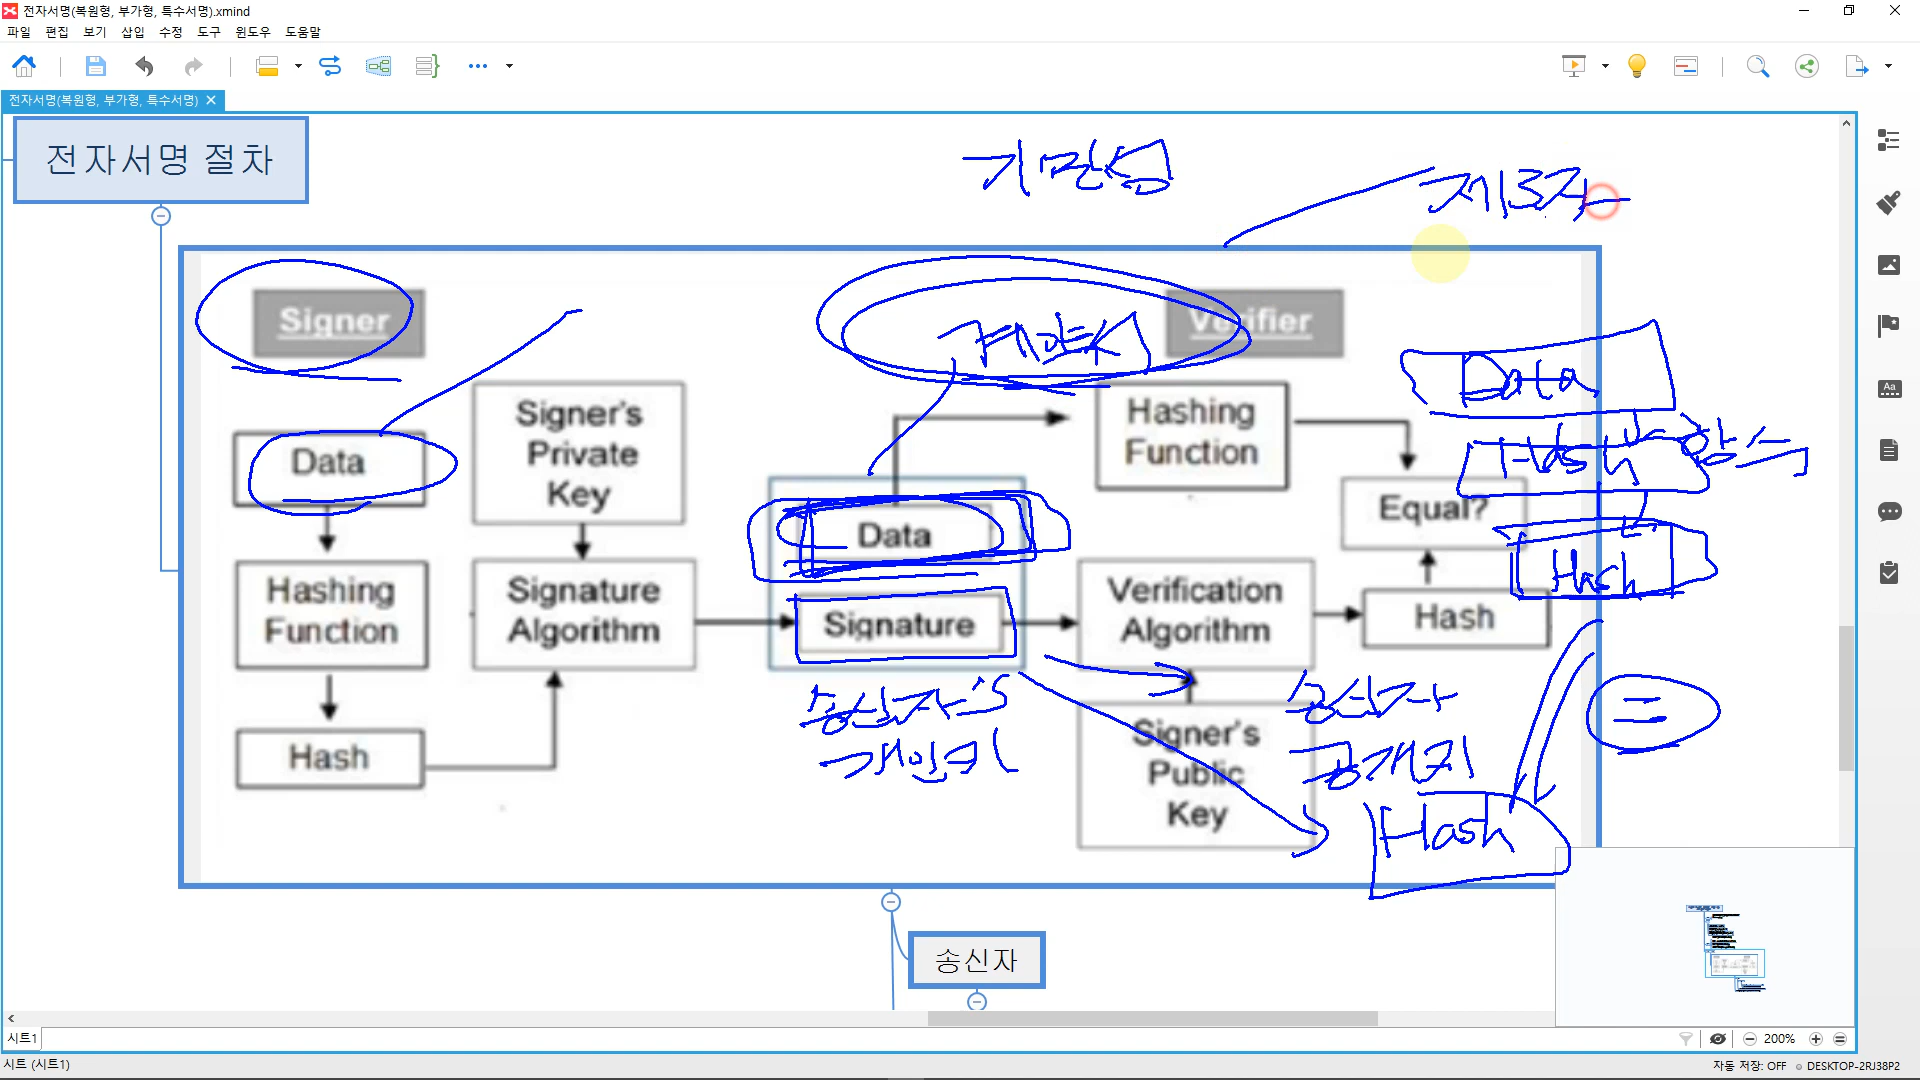 전자서명(복원형, 부가형, 특수서명).xmind
파일 편집 보기 삽입 수정 도구 윈도우 도움말
전자서명(복원형, 부가형, 특수서명)
전자서명 절차
기밀성
제3자
Signer
Verifier
Data
Signer's
Private
Key
Hashing
Function
Data
Hash 함수
Equal?
Data
Hash
Hashing
Function
Signature
Algorithm
Signature
Verification
Algorithm
Hash
송신자's
개인키
송신자
공개키
=
Signer's
Public
Key
Hash
Hash
송신자
시트1
200%
시트 (시트1)
자동 저장: OFF
DESKTOP-2RJ38P2